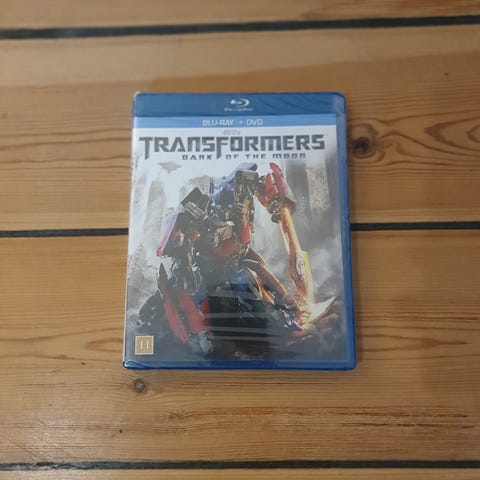 BLU-RAY + DVD
TRANSFORMERS
DARK OF THE MOON
11